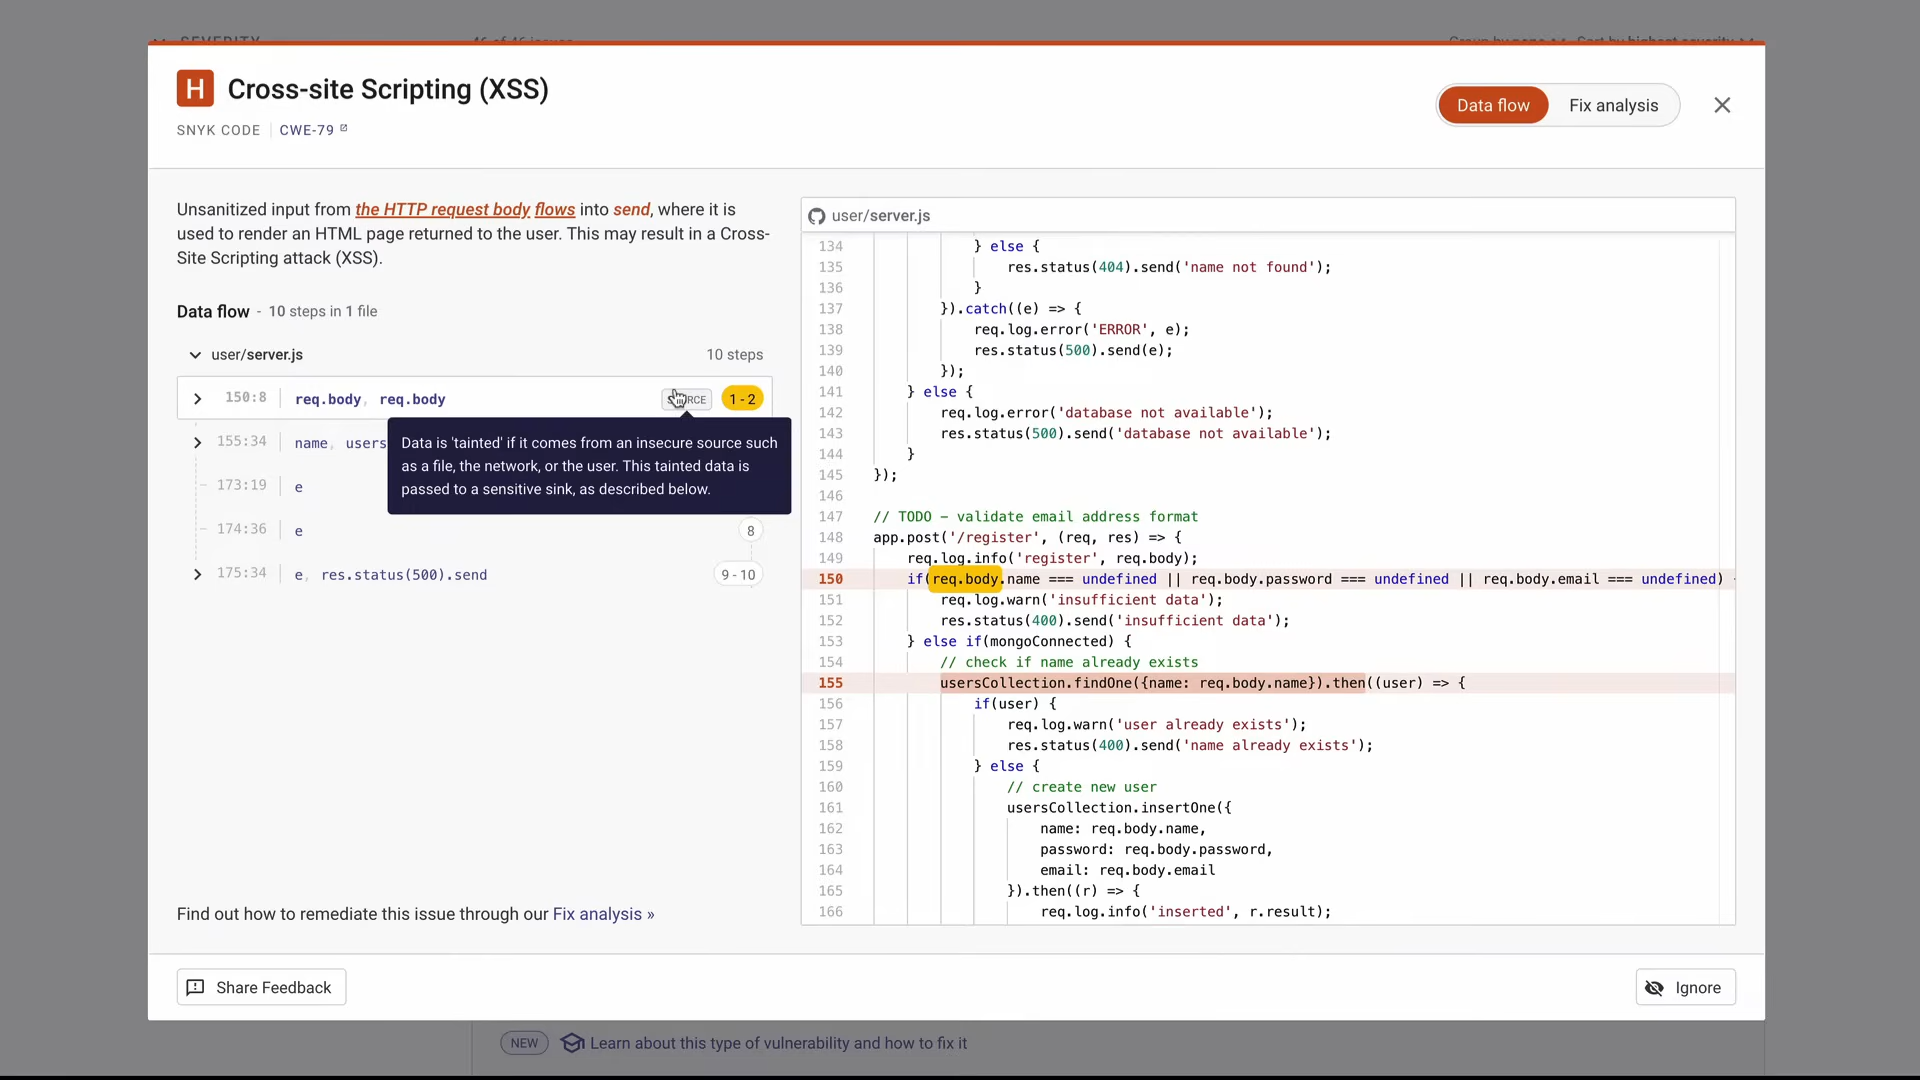 H Cross-site Scripting (XSS)
SNYK CODE | CWE-79
Data flow
Fix analysis
Unsanitized input from the HTTP request body flows into send, where it is
used to render an HTML page returned to the user. This may result in a Cross-
Site Scripting attack (XSS).
Data flow - 10 steps in 1 file
user/server.js 10 steps
150:8 req.body, req.body 1 - 2
155:34 name, users
Data is 'tainted' if it comes from an insecure source such
as a file, the network, or the user. This tainted data is
passed to a sensitive sink, as described below.
173:19 e
174:36 e 8
175:34 e, res.status(500).send 9 - 10
Find out how to remediate this issue through our Fix analysis »
user/server.js
134 } else {
135 res.status(404).send('name not found');
136 }
137 }).catch((e) => {
138 req.log.error('ERROR', e);
139 res.status(500).send(e);
140 });
141 } else {
142 req.log.error('database not available');
143 res.status(500).send('database not available');
144 }
145 });
146
147 // TODO – validate email address format
148 app.post('/register', (req, res) => {
149 req.log.info('register', req.body);
150 if(req.body.name === undefined || req.body.password === undefined || req.body.email === undefined)
151 req.log.warn('insufficient data');
152 res.status(400).send('insufficient data');
153 } else if(mongoConnected) {
154 // check if name already exists
155 usersCollection.findOne({name: req.body.name}).then((user) => {
156 if(user) {
157 req.log.warn('user already exists');
158 res.status(400).send('name already exists');
159 } else {
160 // create new user
161 usersCollection.insertOne({
162 name: req.body.name,
163 password: req.body.password,
164 email: req.body.email
165 }).then((r) => {
166 req.log.info('inserted', r.result);
Share Feedback
Ignore
NEW Learn about this type of vulnerability and how to fix it